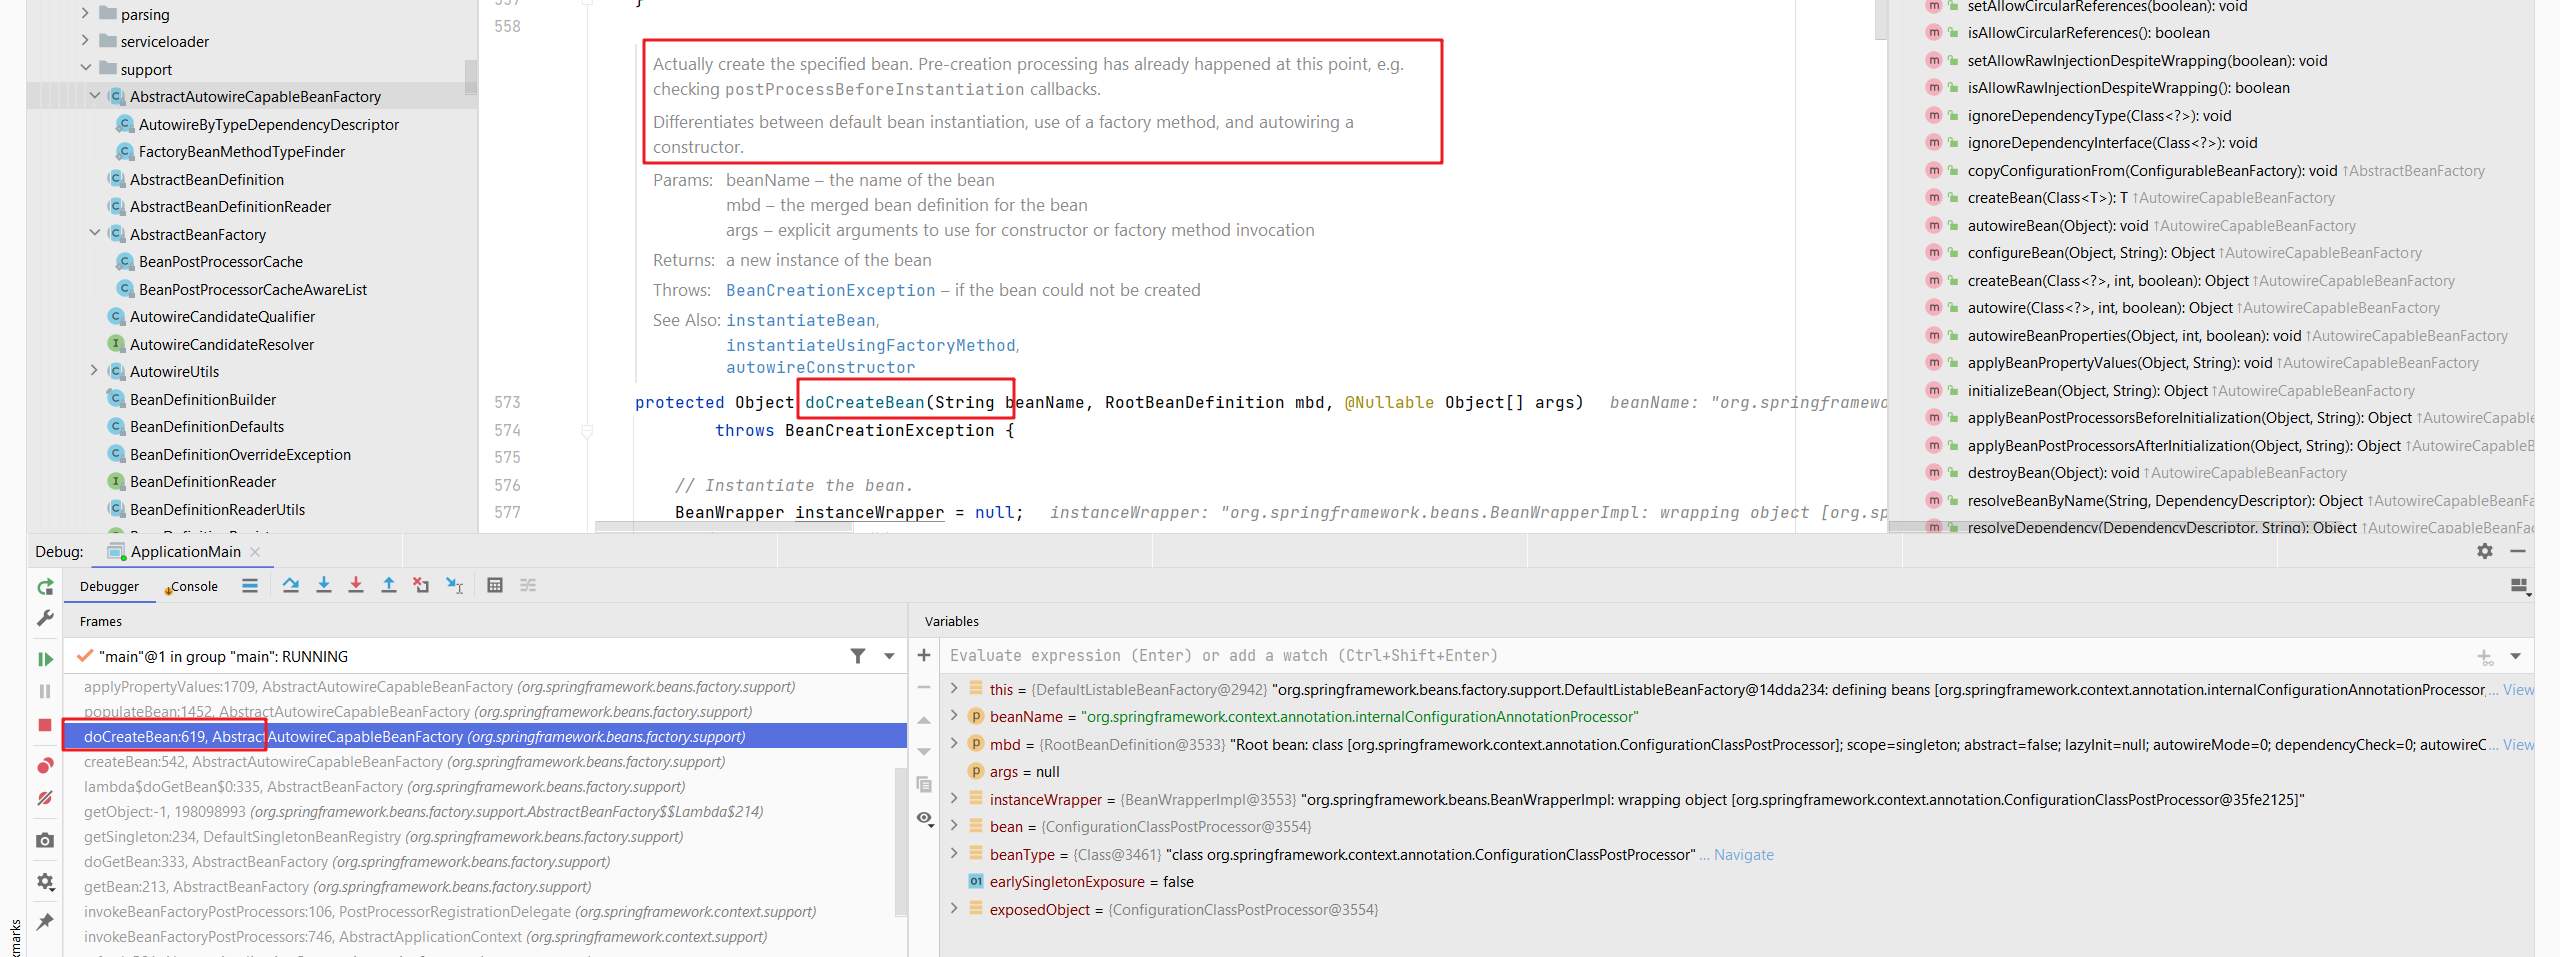 parsing
serviceloader
support
AbstractAutowireCapableBeanFactory
AutowireByTypeDependencyDescriptor
FactoryBeanMethodTypeFinder
AbstractBeanDefinition
AbstractBeanDefinitionReader
AbstractBeanFactory
BeanPostProcessorCache
BeanPostProcessorCacheAwareList
AutowireCandidateQualifier
AutowireCandidateResolver
AutowireUtils
BeanDefinitionBuilder
BeanDefinitionDefaults
BeanDefinitionOverrideException
BeanDefinitionReader
BeanDefinitionReaderUtils
557 }
558
Actually create the specified bean. Pre-creation processing has already happened at this point, e.g.
checking postProcessBeforeInstantiation callbacks.
Differentiates between default bean instantiation, use of a factory method, and autowiring a
constructor.
Params: beanName – the name of the bean
mbd – the merged bean definition for the bean
args – explicit arguments to use for constructor or factory method invocation
Returns: a new instance of the bean
Throws: BeanCreationException – if the bean could not be created
See Also: instantiateBean,
instantiateUsingFactoryMethod,
autowireConstructor
573 protected Object doCreateBean(String beanName, RootBeanDefinition mbd, @Nullable Object[] args) beanName: "org.springframewo
574 throws BeanCreationException {
575
576 // Instantiate the bean.
577 BeanWrapper instanceWrapper = null; instanceWrapper: "org.springframework.beans.BeanWrapperImpl: wrapping object [org.sp
setAllowCircularReferences(boolean): void
isAllowCircularReferences(): boolean
setAllowRawInjectionDespiteWrapping(boolean): void
isAllowRawInjectionDespiteWrapping(): boolean
ignoreDependencyType(Class<?>): void
ignoreDependencyInterface(Class<?>): void
copyConfigurationFrom(ConfigurableBeanFactory): void ↑AbstractBeanFactory
createBean(Class<T>): T ↑AutowireCapableBeanFactory
autowireBean(Object): void ↑AutowireCapableBeanFactory
configureBean(Object, String): Object ↑AutowireCapableBeanFactory
createBean(Class<?>, int, boolean): Object ↑AutowireCapableBeanFactory
autowire(Class<?>, int, boolean): Object ↑AutowireCapableBeanFactory
autowireBeanProperties(Object, int, boolean): void ↑AutowireCapableBeanFactory
applyBeanPropertyValues(Object, String): void ↑AutowireCapableBeanFactory
initializeBean(Object, String): Object ↑AutowireCapableBeanFactory
applyBeanPostProcessorsBeforeInitialization(Object, String): Object ↑AutowireCapable
applyBeanPostProcessorsAfterInitialization(Object, String): Object ↑AutowireCapableB
destroyBean(Object): void ↑AutowireCapableBeanFactory
resolveBeanByName(String, DependencyDescriptor): Object ↑AutowireCapableBeanFa
resolveDependency(DependencyDescriptor, String): Object ↑AutowireCapableBeanFac
Debug: ApplicationMain
Debugger Console
Frames
"main"@1 in group "main": RUNNING
applyPropertyValues:1709, AbstractAutowireCapableBeanFactory (org.springframework.beans.factory.support)
populateBean:1452, AbstractAutowireCapableBeanFactory (org.springframework.beans.factory.support)
doCreateBean:619, AbstractAutowireCapableBeanFactory (org.springframework.beans.factory.support)
createBean:542, AbstractAutowireCapableBeanFactory (org.springframework.beans.factory.support)
lambda$doGetBean$0:335, AbstractBeanFactory (org.springframework.beans.factory.support)
getObject:-1, 198098993 (org.springframework.beans.factory.support.AbstractBeanFactory$$Lambda$214)
getSingleton:234, DefaultSingletonBeanRegistry (org.springframework.beans.factory.support)
doGetBean:333, AbstractBeanFactory (org.springframework.beans.factory.support)
getBean:213, AbstractBeanFactory (org.springframework.beans.factory.support)
invokeBeanFactoryPostProcessors:106, PostProcessorRegistrationDelegate (org.springframework.context.support)
invokeBeanFactoryPostProcessors:746, AbstractApplicationContext (org.springframework.context.support)
Variables
Evaluate expression (Enter) or add a watch (Ctrl+Shift+Enter)
this = {DefaultListableBeanFactory@2942} "org.springframework.beans.factory.support.DefaultListableBeanFactory@14dda234: defining beans [org.springframework.context.annotation.internalConfigurationAnnotationProcessor,... View
beanName = "org.springframework.context.annotation.internalConfigurationAnnotationProcessor"
mbd = {RootBeanDefinition@3533} "Root bean: class [org.springframework.context.annotation.ConfigurationClassPostProcessor]; scope=singleton; abstract=false; lazyInit=null; autowireMode=0; dependencyCheck=0; autowireC... View
args = null
instanceWrapper = {BeanWrapperImpl@3553} "org.springframework.beans.BeanWrapperImpl: wrapping object [org.springframework.context.annotation.ConfigurationClassPostProcessor@35fe2125]"
bean = {ConfigurationClassPostProcessor@3554}
beanType = {Class@3461} "class org.springframework.context.annotation.ConfigurationClassPostProcessor" ... Navigate
earlySingletonExposure = false
exposedObject = {ConfigurationClassPostProcessor@3554}